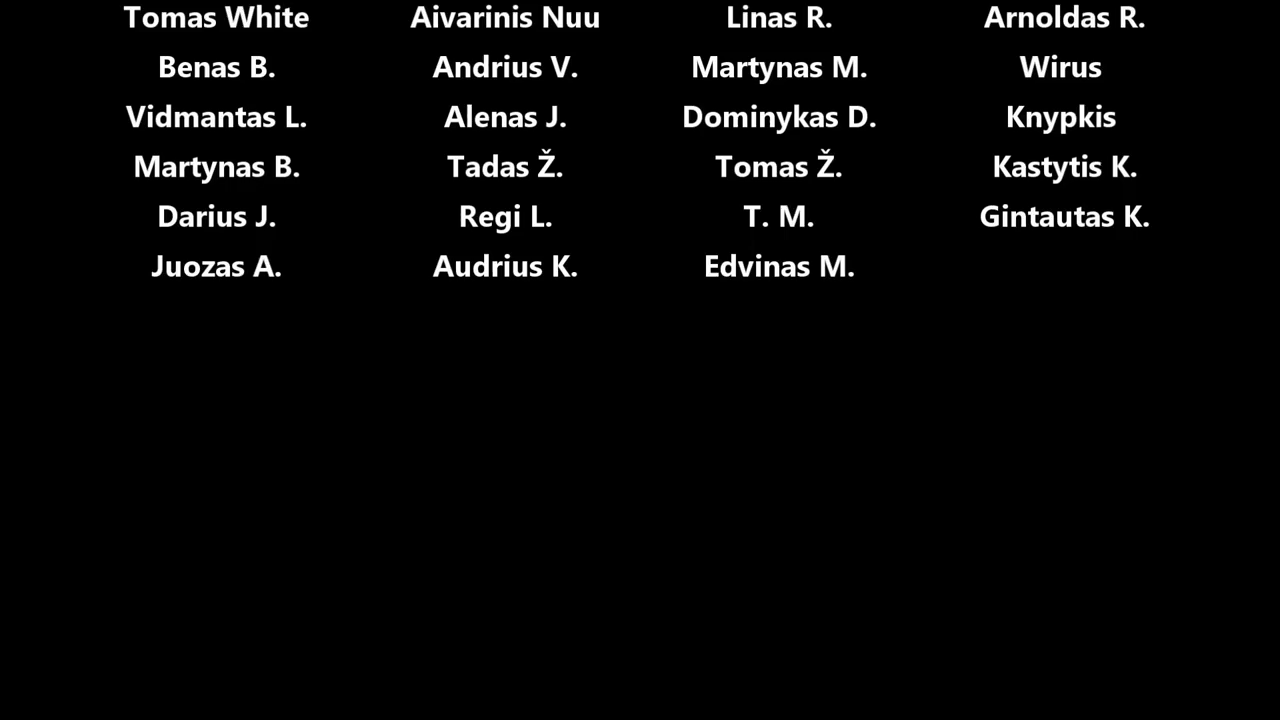 Tomas White Aivarinis Nuu Linas R. Arnoldas R.
Benas B. Andrius V. Martynas M. Wirus
Vidmantas L. Alenas J. Dominykas D. Knypkis
Martynas B. Tadas Ž. Tomas Ž. Kastytis K.
Darius J. Regi L. T. M. Gintautas K.
Juozas A. Audrius K. Edvinas M.